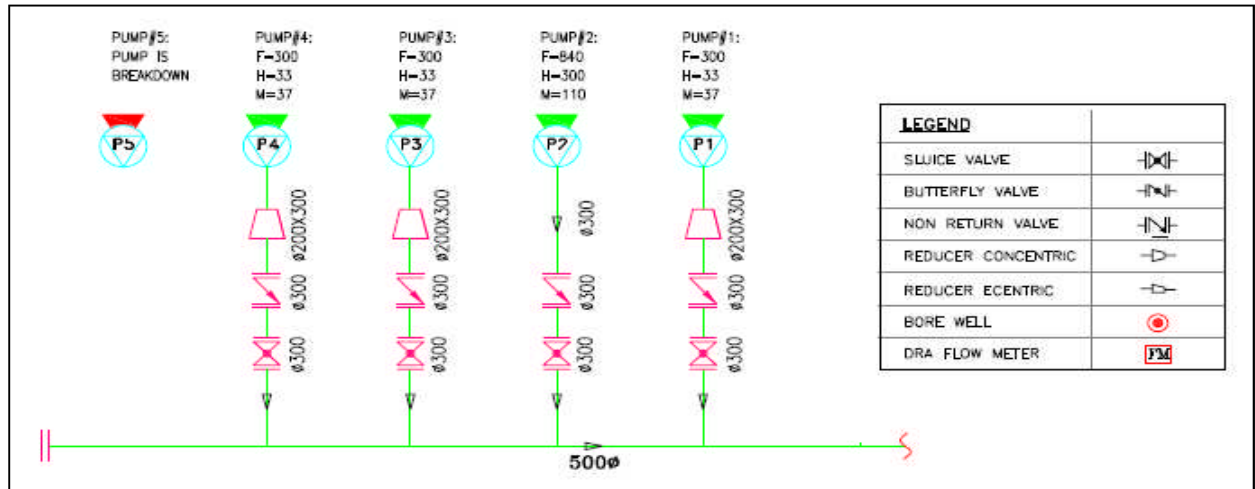 PUMP#5:
PUMP IS
BREAKDOWN
PUMP#4:
F-300
H-33
M=37
PUMP#3:
F-300
H-33
M=37
PUMP#2:
F-840
H-300
M=110
PUMP#1:
F-300
H-33
M=37
P5
P4
P3
P2
P1
ø200X300
ø200X300
ø300
ø200X300
ø300
ø300
ø300
ø300
ø300
ø300
ø300
ø300
500ø
LEGEND
SLUICE VALVE
BUTTERFLY VALVE
NON RETURN VALVE
REDUCER CONCENTRIC
REDUCER ECENTRIC
BORE WELL
DRA FLOW METER
FM